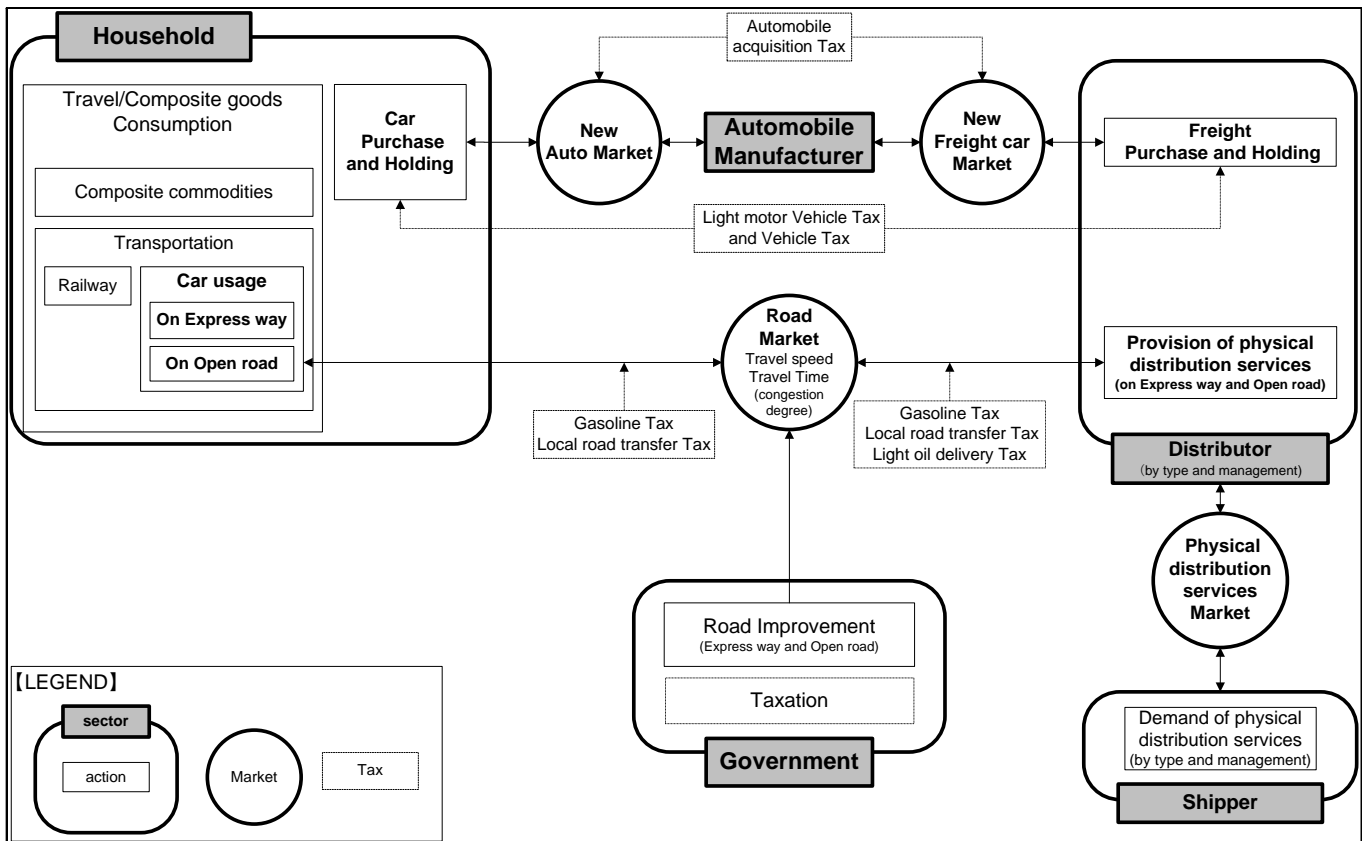 Household
Travel/Composite goods
Consumption
Composite commodities
Transportation
Railway
Car usage
On Express way
On Open road
Car
Purchase
and Holding
New
Auto Market
Automobile
acquisition Tax
Automobile
Manufacturer
New
Freight car
Market
Freight
Purchase and Holding
Light motor Vehicle Tax
and Vehicle Tax
Road
Market
Travel speed
Travel Time
(congestion
degree)
Gasoline Tax
Local road transfer Tax
Gasoline Tax
Local road transfer Tax
Light oil delivery Tax
Provision of physical
distribution services
(on Express way and Open road)
Distributor
(by type and management)
Physical
distribution
services
Market
Road Improvement
(Express way and Open road)
Taxation
Government
Demand of physical
distribution services
(by type and management)
Shipper
【LEGEND】
sector
action
Market
Tax